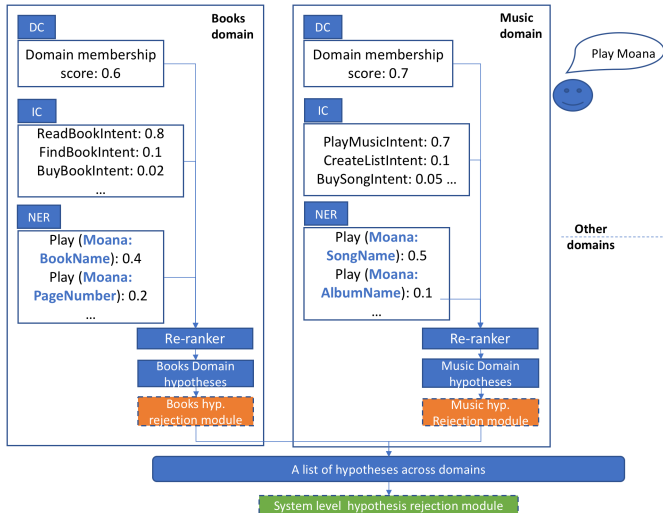 Books
domain
DC
Domain membership
score: 0.6
IC
ReadBookIntent: 0.8
FindBookIntent: 0.1
BuyBookIntent: 0.02
...
NER
Play (Moana:
BookName): 0.4
Play (Moana:
PageNumber): 0.2
...
Re-ranker
Books Domain
hypotheses
Books hyp.
rejection module
Music
domain
DC
Domain membership
score: 0.7
IC
PlayMusicIntent: 0.7
CreateListIntent: 0.1
BuySongIntent: 0.05 ...
NER
Play (Moana:
SongName): 0.5
Play (Moana:
AlbumName): 0.1
...
Re-ranker
Music Domain
hypotheses
Music hyp.
Rejection module
Play Moana
Other
domains
A list of hypotheses across domains
System level hypothesis rejection module